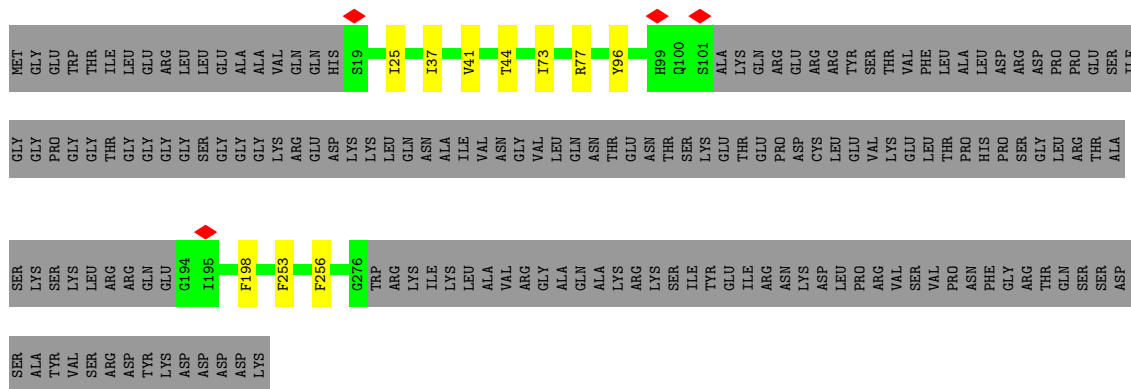 MET GLY GLU TRP THR ILE LEU GLU ARG LEU LEU GLU ALA ALA VAL GLN GLN HIS S19 I25 I37 V41 T44 I73 R77 Y96 H99 Q100 S101 ALA LYS GLN ARG GLU ARG ARG TYR SER THR VAL PHE LEU ALA LEU ASP ARG ASP PRO PRO GLU SER ILE
GLY GLY PRO GLY GLY THR GLY GLY GLY GLY SER GLY GLY GLY LYS ARG GLU ASP LYS LYS LEU GLN ASN ALA ILE VAL ASN GLY VAL LEU GLN ASN THR GLU ASN THR SER LYS GLU THR GLU PRO ASP CYS LEU GLU VAL LYS GLU LEU THR PRO HIS PRO SER GLY LEU ARG THR ALA
SER LYS SER LYS LEU ARG ARG GLN GLU G194 I195 F198 F253 F256 G276 TRP ARG LYS ILE LYS LEU ALA VAL ARG GLY ALA GLN ALA LYS ARG LYS SER ILE TYR GLU ILE ARG ASN LYS ASP LEU PRO ARG VAL SER VAL PRO ASN PHE GLY ARG THR GLN SER SER ASP
SER ALA TYR VAL SER ARG ASP TYR LYS ASP ASP ASP ASP LYS